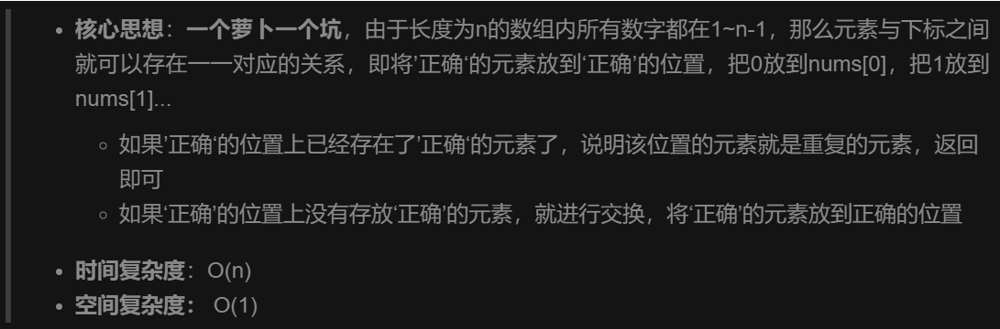 核心思想：一个萝卜一个坑，由于长度为n的数组内所有数字都在1~n-1，那么元素与下标之间
就可以存在一一对应的关系，即将’正确‘的元素放到‘正确’的位置，把0放到nums[0]，把1放到
nums[1]...
如果’正确‘的位置上已经存在了’正确‘的元素了，说明该位置的元素就是重复的元素，返回
即可
如果‘正确’的位置上没有存放‘正确’的元素，就进行交换，将‘正确’的元素放到正确的位置
时间复杂度：O(n)
空间复杂度： O(1)